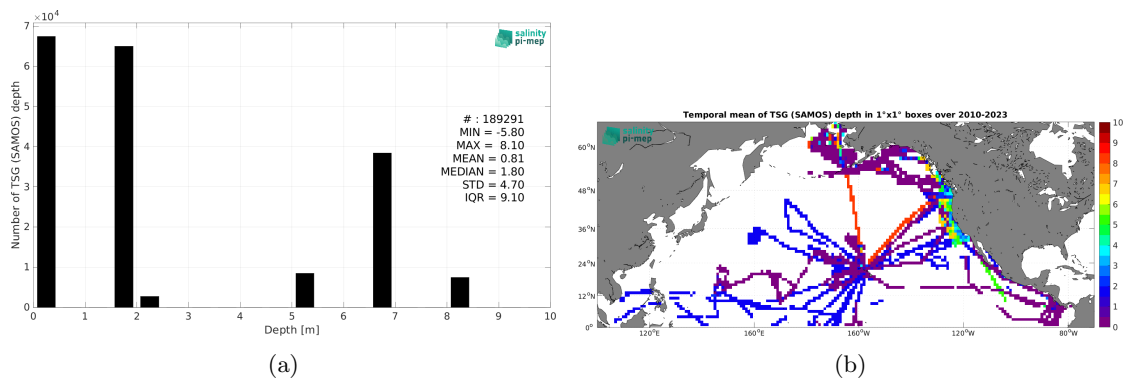 ×10⁴
7
6
5
4
3
2
1
0
Number of TSG (SAMOS) depth
salinity
pi-mep
# : 189291
MIN = -5.80
MAX = 8.10
MEAN = 0.81
MEDIAN = 1.80
STD = 4.70
IQR = 9.10
0 1 2 3 4 5 6 7 8 9 10
Depth [m]
(a)
Temporal mean of TSG (SAMOS) depth in 1°x1° boxes over 2010-2023
salinity
pi-mep
60°N
48°N
36°N
24°N
12°N
0°
120°E 160°E 160°W 120°W 80°W
10
9
8
7
6
5
4
3
2
1
0
(b)